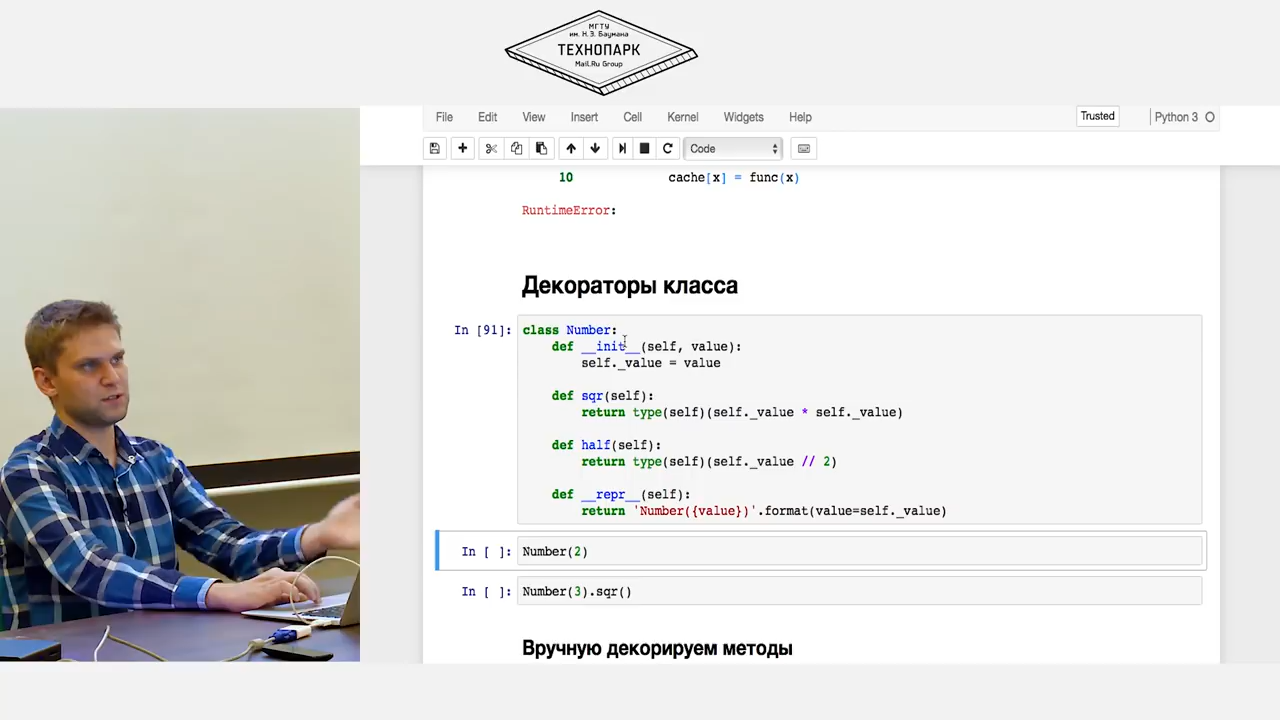 МГТУ
им. Н.Э. Баумана
ТЕХНОПАРК
Mail.Ru Group
File Edit View Insert Cell Kernel Widgets Help Trusted Python 3
Code
10 cache[x] = func(x)
RuntimeError:
Декораторы класса
In [91]: class Number:
def __init__(self, value):
self._value = value
def sqr(self):
return type(self)(self._value * self._value)
def half(self):
return type(self)(self._value // 2)
def __repr__(self):
return 'Number({value})'.format(value=self._value)
In [ ]: Number(2)
In [ ]: Number(3).sqr()
Вручную декорируем методы